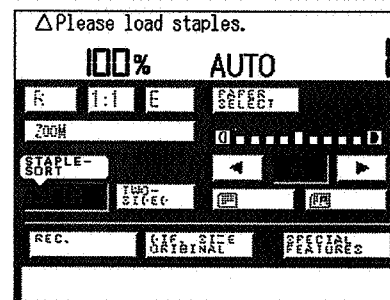 △Please load staples.
100% AUTO
R 1:1 E PAPER
SELECT
ZOOM
STAPLE-
SORT
TWO-
SIDED
REC. DIF. SIZE
ORIGINAL SPECIAL
FEATURES